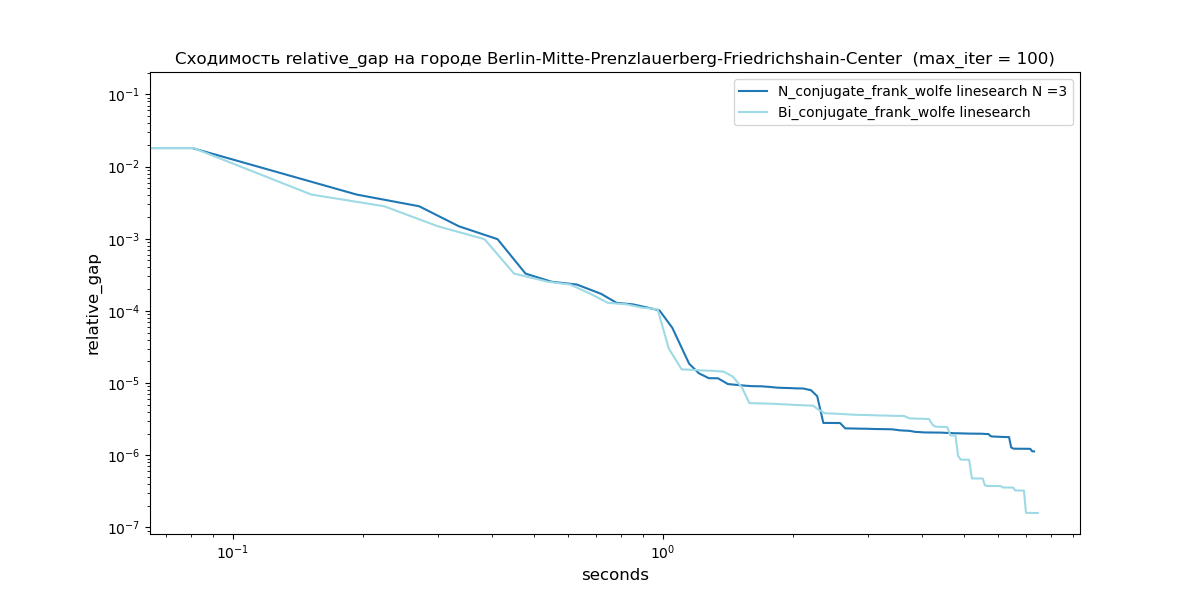 Сходимость relative_gap на городе Berlin-Mitte-Prenzlauerberg-Friedrichshain-Center (max_iter = 100)
N_conjugate_frank_wolfe linesearch N =3
Bi_conjugate_frank_wolfe linesearch
10⁻¹
10⁻²
10⁻³
10⁻⁴
10⁻⁵
10⁻⁶
10⁻⁷
relative_gap
10⁻¹ 10⁰
seconds